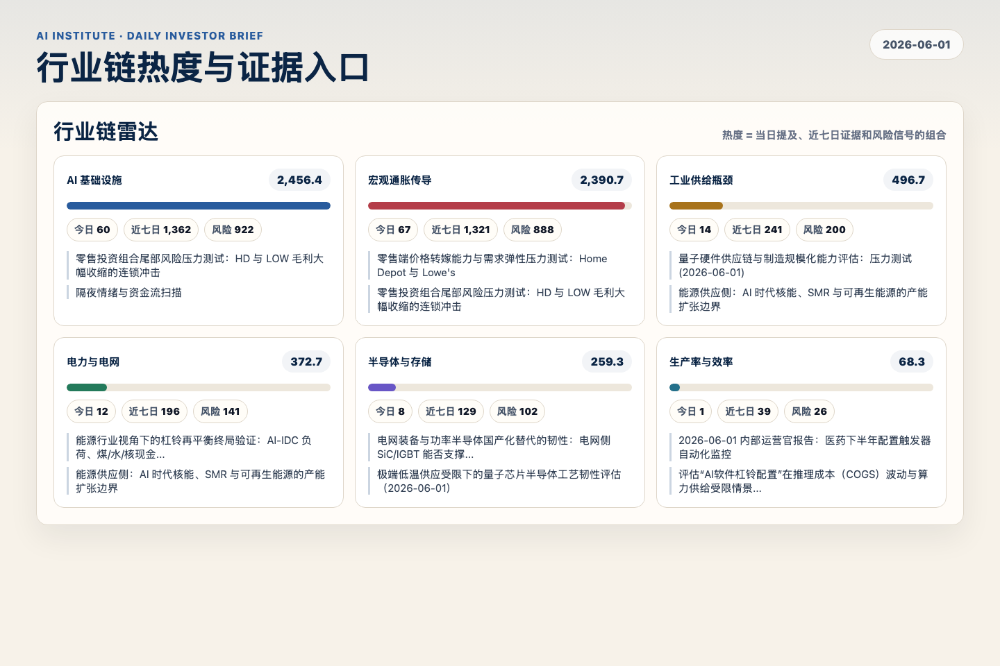 AI INSTITUTE · DAILY INVESTOR BRIEF
行业链热度与证据入口
2026-06-01
行业链雷达
热度 = 当日提及、近七日证据和风险信号的组合
AI 基础设施
2,456.4
今日 60
近七日 1,362
风险 922
零售投资组合尾部风险压力测试：HD 与 LOW 毛利大
幅收缩的连锁冲击
隔夜情绪与资金流扫描
宏观通胀传导
2,390.7
今日 67
近七日 1,321
风险 888
零售端价格转嫁能力与需求弹性压力测试：Home
Depot 与 Lowe's
零售投资组合尾部风险压力测试：HD 与 LOW 毛利大
幅收缩的连锁冲击
工业供给瓶颈
496.7
今日 14
近七日 241
风险 200
量子硬件供应链与制造规模化能力评估：压力测试
(2026-06-01)
能源供应侧：AI 时代核能、SMR 与可再生能源的产能
扩张边界
电力与电网
372.7
今日 12
近七日 196
风险 141
能源行业视角下的杠铃再平衡终局验证：AI-IDC 负
荷、煤/水/核现金...
能源供应侧：AI 时代核能、SMR 与可再生能源的产能
扩张边界
半导体与存储
259.3
今日 8
近七日 129
风险 102
电网装备与功率半导体国产化替代的韧性：电网侧
SiC/IGBT 能否支撑...
极端低温供应受限下的量子芯片半导体工艺韧性评估
（2026-06-01）
生产率与效率
68.3
今日 1
近七日 39
风险 26
2026-06-01 内部运营官报告：医药下半年配置触发器
自动化监控
评估“AI软件杠铃配置”在推理成本（COGS）波动与算
力供给受限情景...